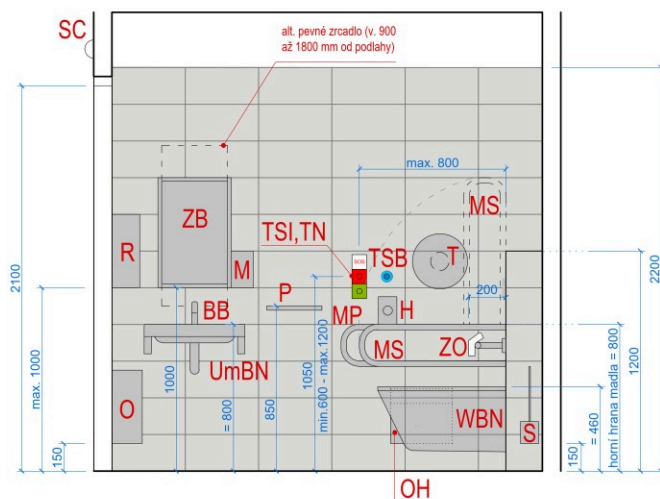 SC
alt. pevné zrcadlo (v. 900
až 1800 mm od podlahy)
max. 800
MS
ZB
TSI,TN
SOS
TSB
T
R
M
2100
2200
P
200
max. 1000
BB
MP
H
1050
min.600 - max.1200
MS
ZO
1200
UmBN
1000
= 800
850
horní hrana madla = 800
O
WBN
S
= 460
150
150
OH